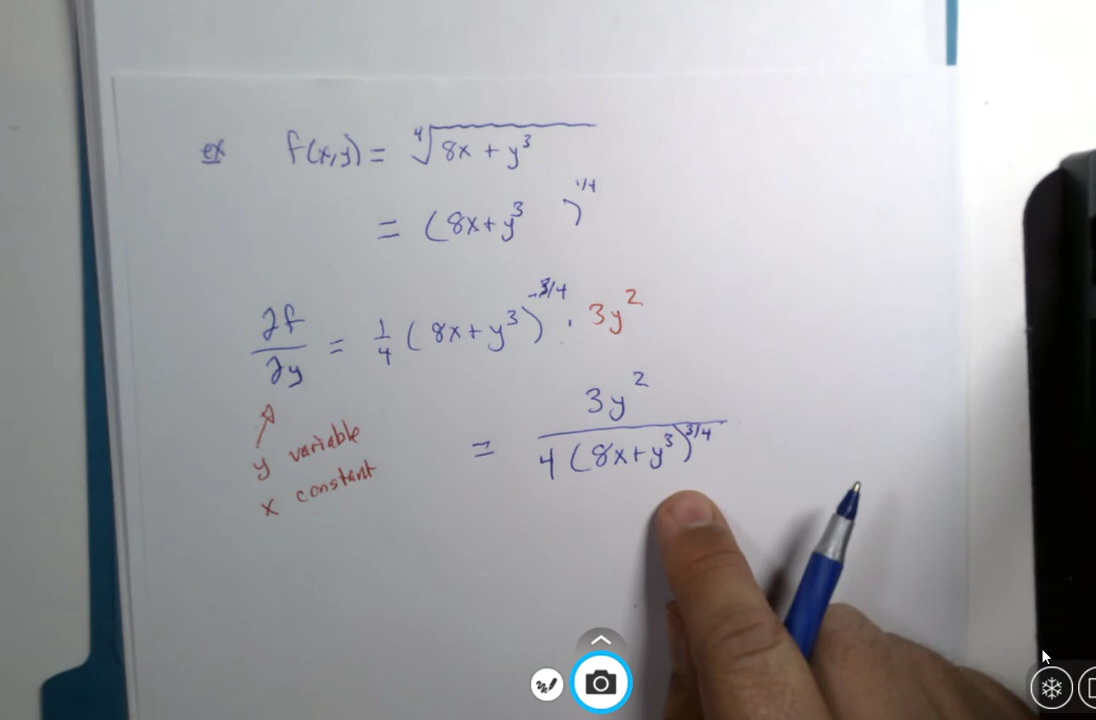 ex f(x,y) = ∜(8x + y³)
= (8x+y³ )^1/4
∂f/∂y = 1/4 (8x+y³)^-3/4 · 3y²
y variable
x constant
= 3y² / 4(8x+y³)^3/4